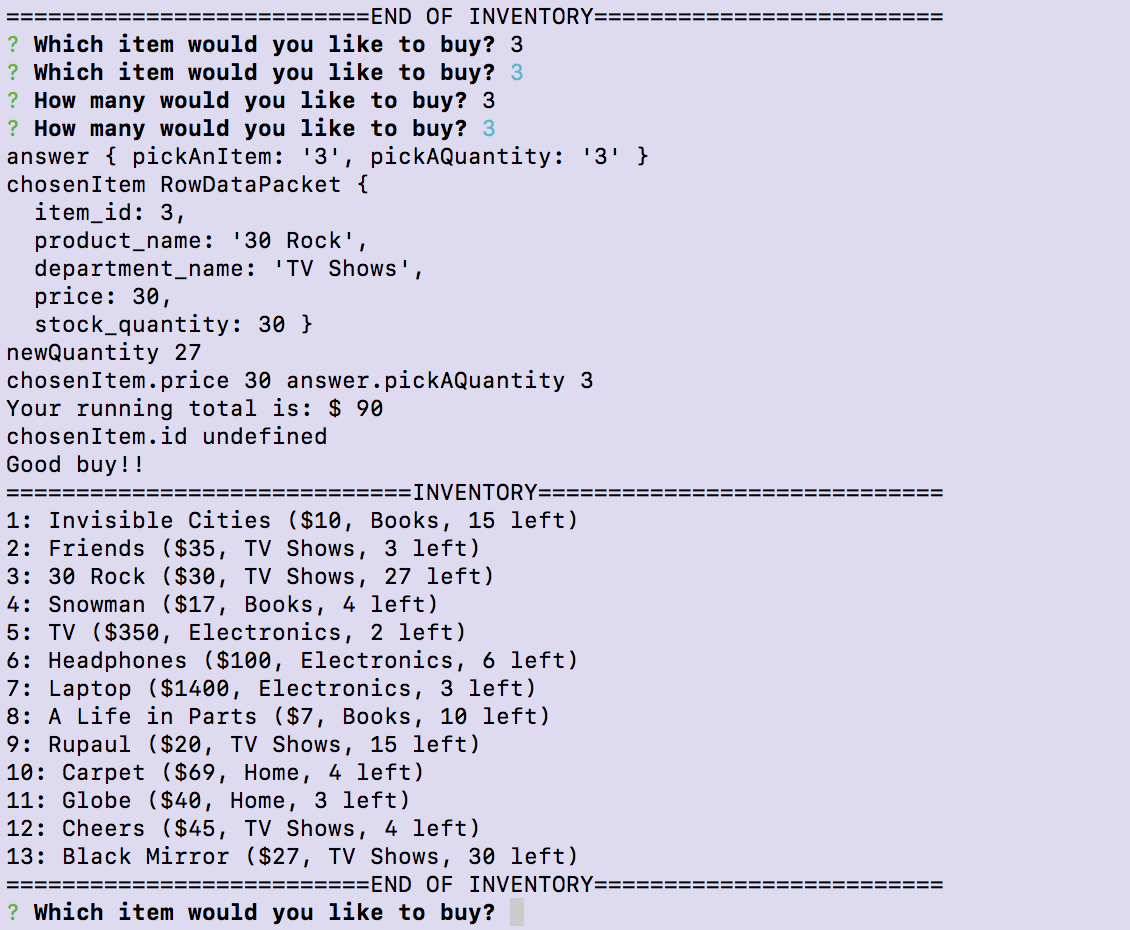 ==========================END OF INVENTORY=========================
? Which item would you like to buy? 3
? Which item would you like to buy? 3
? How many would you like to buy? 3
? How many would you like to buy? 3
answer { pickAnItem: '3', pickAQuantity: '3' }
chosenItem RowDataPacket {
  item_id: 3,
  product_name: '30 Rock',
  department_name: 'TV Shows',
  price: 30,
  stock_quantity: 30 }
newQuantity 27
chosenItem.price 30 answer.pickAQuantity 3
Your running total is: $ 90
chosenItem.id undefined
Good buy!!
=============================INVENTORY=============================
1: Invisible Cities ($10, Books, 15 left)
2: Friends ($35, TV Shows, 3 left)
3: 30 Rock ($30, TV Shows, 27 left)
4: Snowman ($17, Books, 4 left)
5: TV ($350, Electronics, 2 left)
6: Headphones ($100, Electronics, 6 left)
7: Laptop ($1400, Electronics, 3 left)
8: A Life in Parts ($7, Books, 10 left)
9: Rupaul ($20, TV Shows, 15 left)
10: Carpet ($69, Home, 4 left)
11: Globe ($40, Home, 3 left)
12: Cheers ($45, TV Shows, 4 left)
13: Black Mirror ($27, TV Shows, 30 left)
==========================END OF INVENTORY=========================
? Which item would you like to buy?